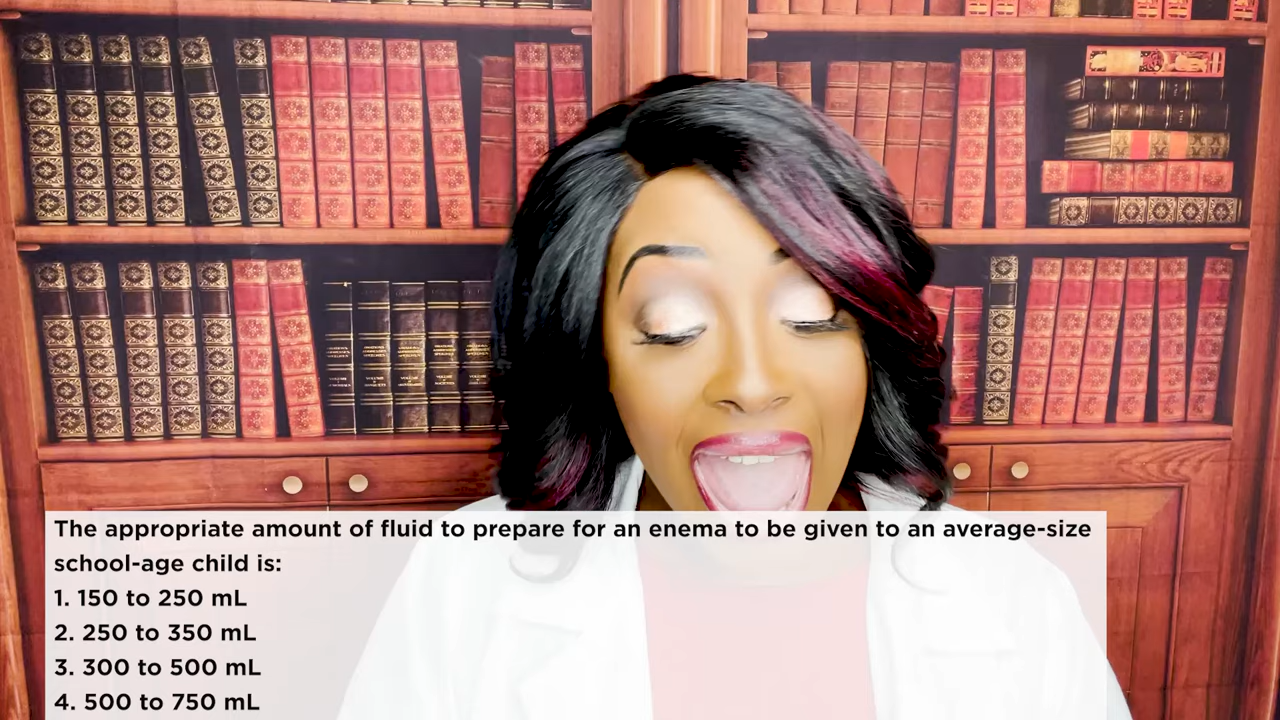 The appropriate amount of fluid to prepare for an enema to be given to an average-size
school-age child is:
1. 150 to 250 mL
2. 250 to 350 mL
3. 300 to 500 mL
4. 500 to 750 mL